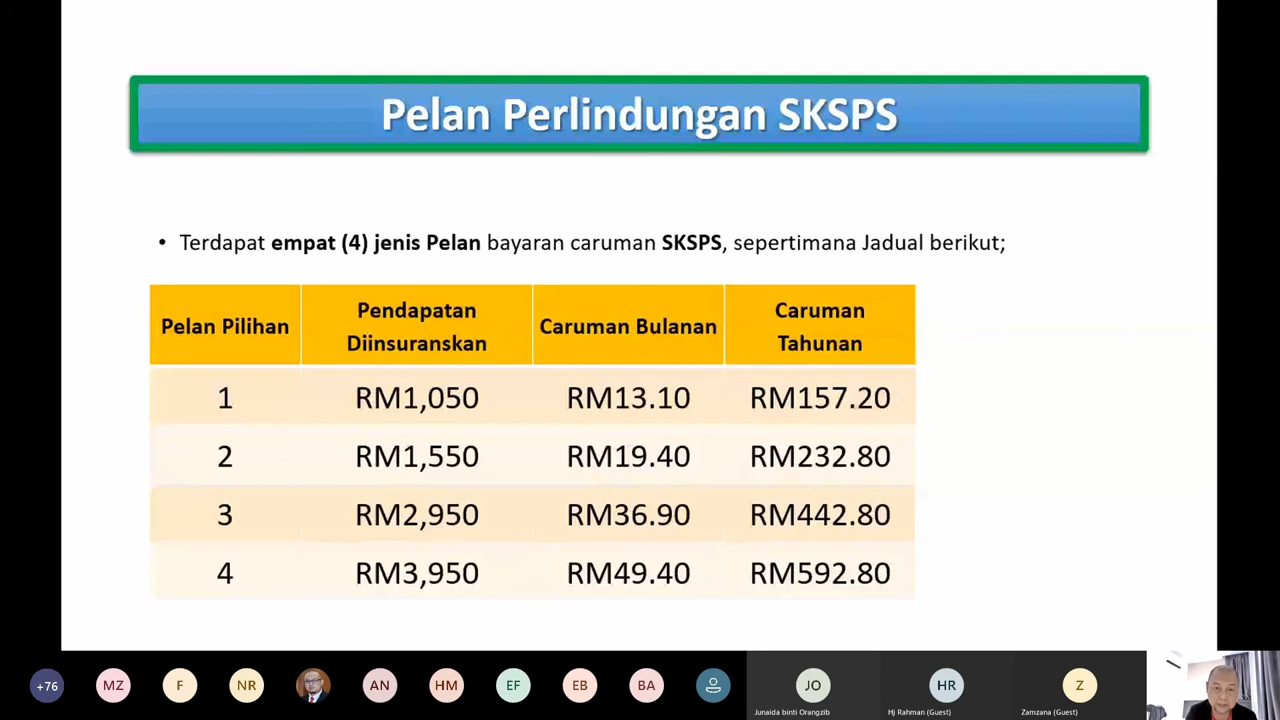 Pelan Perlindungan SKSPS
• Terdapat empat (4) jenis Pelan bayaran caruman SKSPS, sepertimana Jadual berikut;
Pelan Pilihan Pendapatan Diinsuranskan Caruman Bulanan Caruman Tahunan
1 RM1,050 RM13.10 RM157.20
2 RM1,550 RM19.40 RM232.80
3 RM2,950 RM36.90 RM442.80
4 RM3,950 RM49.40 RM592.80
+76 MZ F NR AN HM EF EB BA JO HR Z
Junaida binti Orangzib Hj Rahman (Guest) Zamzana (Guest)